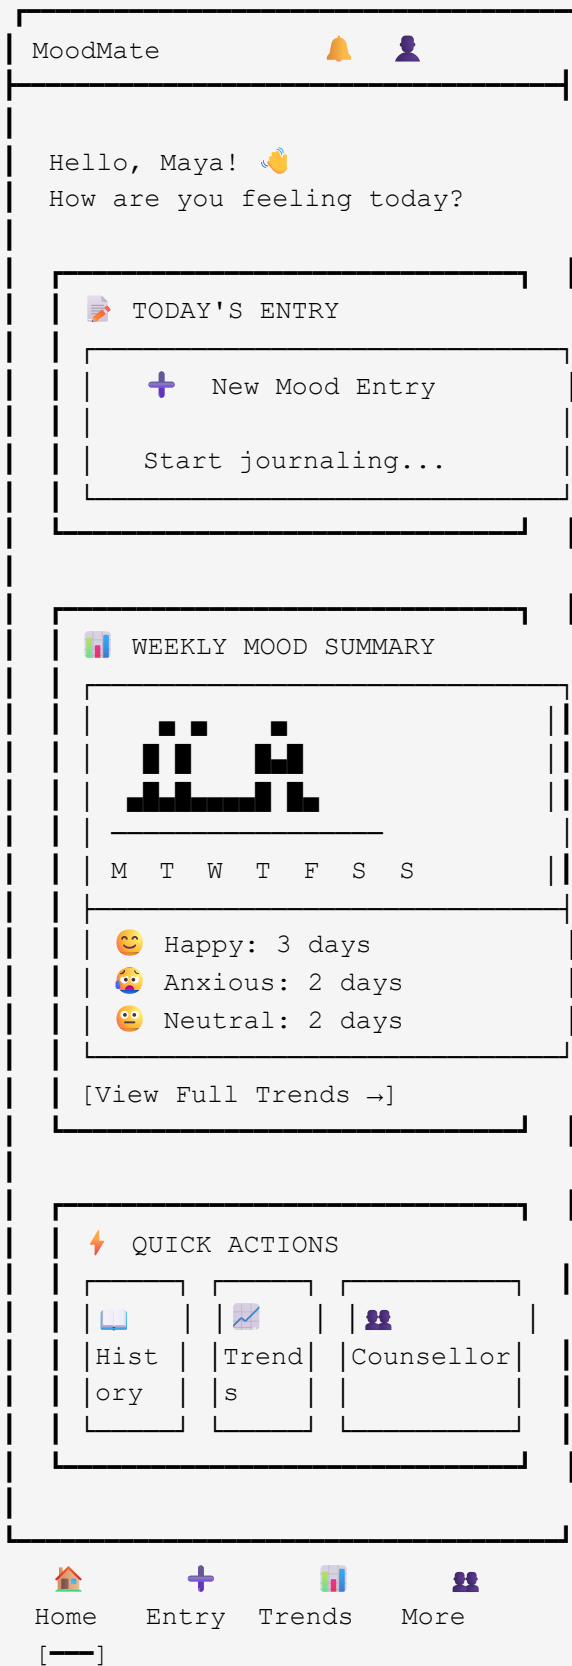 MoodMate
Hello, Maya! 👋
How are you feeling today?
📝 TODAY'S ENTRY
➕ New Mood Entry
Start journaling...
📊 WEEKLY MOOD SUMMARY
M T W T F S S
😊 Happy: 3 days
😰 Anxious: 2 days
😐 Neutral: 2 days
[View Full Trends →]
⚡ QUICK ACTIONS
Hist Trend Counsellor
ory s
Home Entry Trends More